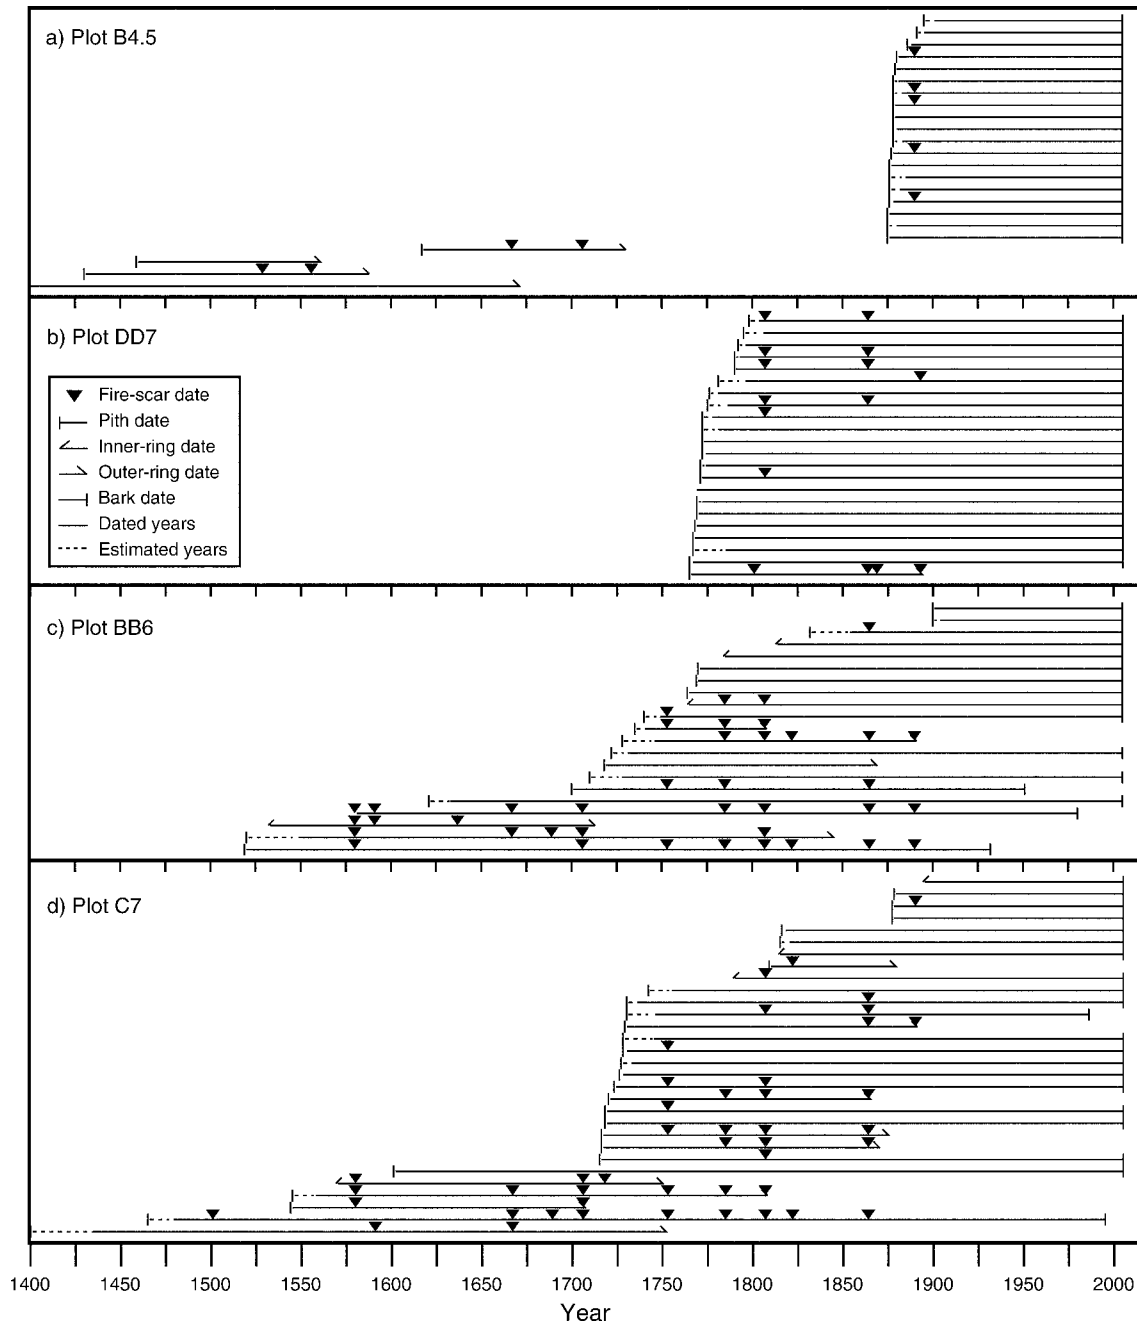 a) Plot B4.5
b) Plot DD7
Fire-scar date
Pith date
Inner-ring date
Outer-ring date
Bark date
Dated years
Estimated years
c) Plot BB6
d) Plot C7
1400 1450 1500 1550 1600 1650 1700 1750 1800 1850 1900 1950 2000
Year